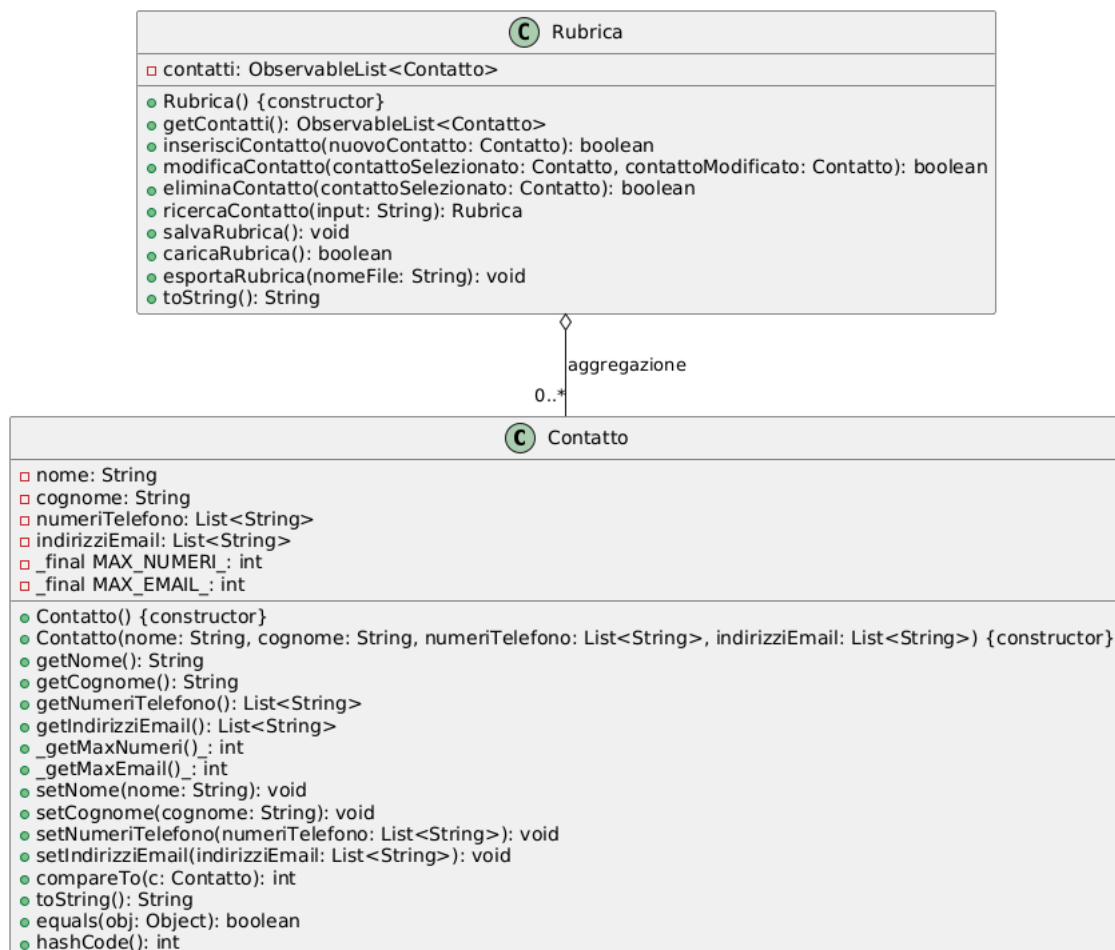 C Rubrica
contatti: ObservableList<Contatto>
Rubrica() {constructor}
getContatti(): ObservableList<Contatto>
inserisciContatto(nuovoContatto: Contatto): boolean
modificaContatto(contattoSelezionato: Contatto, contattoModificato: Contatto): boolean
eliminaContatto(contattoSelezionato: Contatto): boolean
ricercaContatto(input: String): Rubrica
salvaRubrica(): void
caricaRubrica(): boolean
esportaRubrica(nomeFile: String): void
toString(): String
aggregazione
0..*
C Contatto
nome: String
cognome: String
numeriTelefono: List<String>
indirizziEmail: List<String>
_final MAX_NUMERI_: int
_final MAX_EMAIL_: int
Contatto() {constructor}
Contatto(nome: String, cognome: String, numeriTelefono: List<String>, indirizziEmail: List<String>) {constructor}
getNome(): String
getCognome(): String
getNumeriTelefono(): List<String>
getIndirizziEmail(): List<String>
_getMaxNumeri()_: int
_getMaxEmail()_: int
setNome(nome: String): void
setCognome(cognome: String): void
setNumeriTelefono(numeriTelefono: List<String>): void
setIndirizziEmail(indirizziEmail: List<String>): void
compareTo(c: Contatto): int
toString(): String
equals(obj: Object): boolean
hashCode(): int